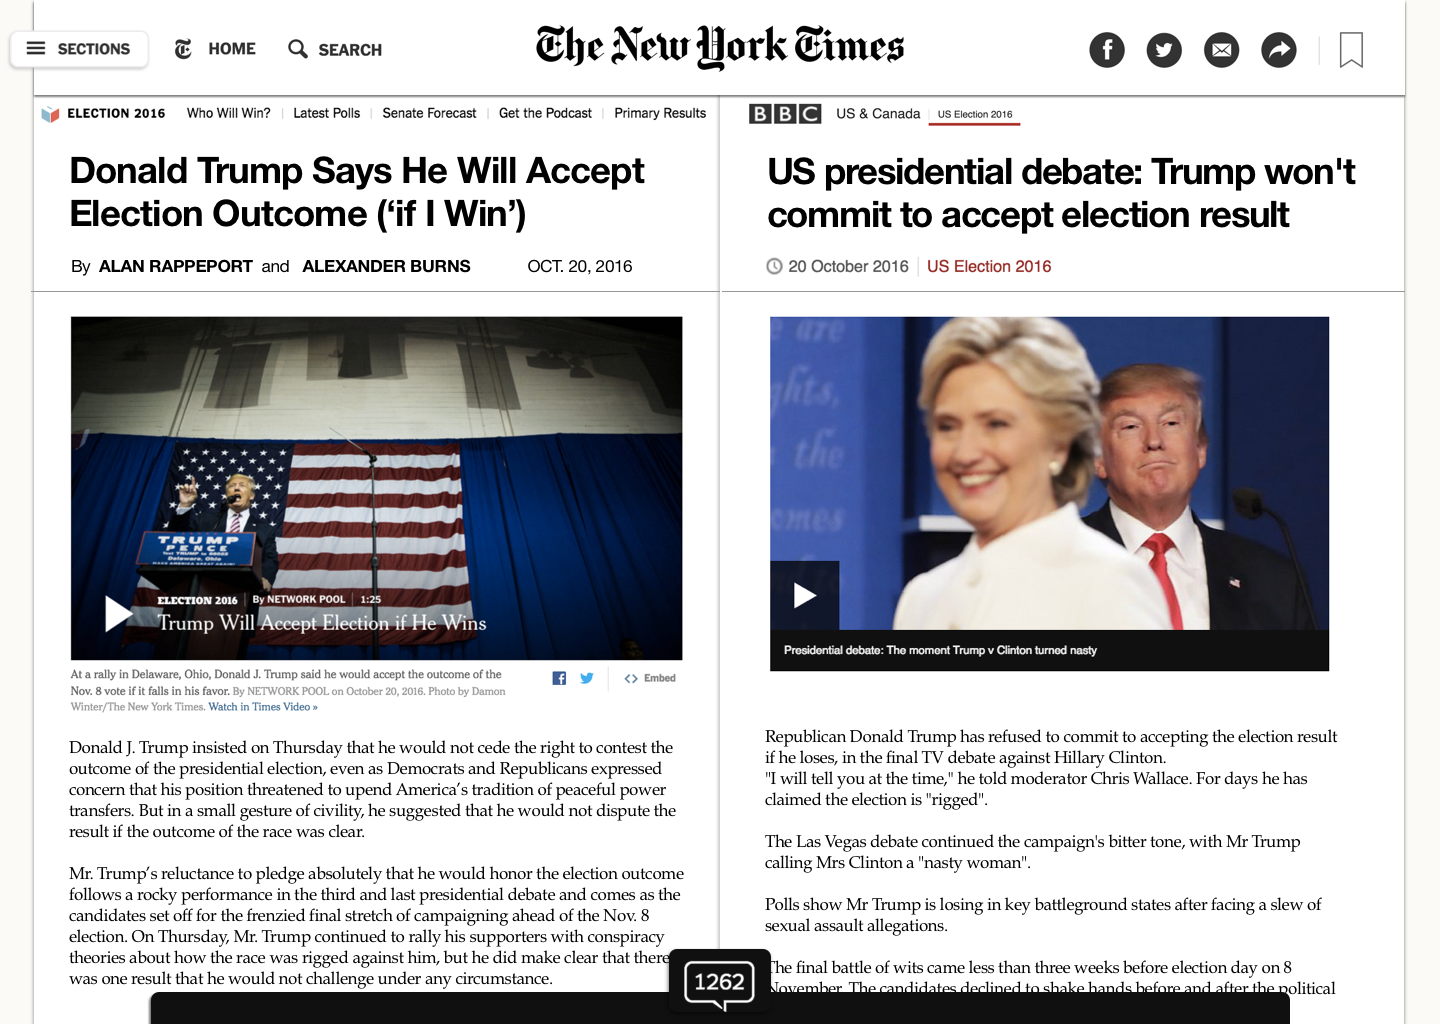 SECTIONS HOME SEARCH The New York Times
ELECTION 2016 Who Will Win? Latest Polls Senate Forecast Get the Podcast Primary Results
Donald Trump Says He Will Accept
Election Outcome (‘if I Win’)
By ALAN RAPPEPORT and ALEXANDER BURNS OCT. 20, 2016
TRUMP
PENCE
Delaware, Ohio
MAKE AMERICA GREAT AGAIN!
ELECTION 2016 By NETWORK POOL 1:25
Trump Will Accept Election if He Wins
At a rally in Delaware, Ohio, Donald J. Trump said he would accept the outcome of the
Nov. 8 vote if it falls in his favor. By NETWORK POOL on October 20, 2016. Photo by Damon
Winter/The New York Times. Watch in Times Video »
Embed
Donald J. Trump insisted on Thursday that he would not cede the right to contest the
outcome of the presidential election, even as Democrats and Republicans expressed
concern that his position threatened to upend America’s tradition of peaceful power
transfers. But in a small gesture of civility, he suggested that he would not dispute the
result if the outcome of the race was clear.
Mr. Trump’s reluctance to pledge absolutely that he would honor the election outcome
follows a rocky performance in the third and last presidential debate and comes as the
candidates set off for the frenzied final stretch of campaigning ahead of the Nov. 8
election. On Thursday, Mr. Trump continued to rally his supporters with conspiracy
theories about how the race was rigged against him, but he did make clear that there
was one result that he would not challenge under any circumstance.
BBC US & Canada US Election 2016
US presidential debate: Trump won't
commit to accept election result
20 October 2016 US Election 2016
are
ghts,
the
omes
Presidential debate: The moment Trump v Clinton turned nasty
Republican Donald Trump has refused to commit to accepting the election result
if he loses, in the final TV debate against Hillary Clinton.
"I will tell you at the time," he told moderator Chris Wallace. For days he has
claimed the election is "rigged".
The Las Vegas debate continued the campaign's bitter tone, with Mr Trump
calling Mrs Clinton a "nasty woman".
Polls show Mr Trump is losing in key battleground states after facing a slew of
sexual assault allegations.
The final battle of wits came less than three weeks before election day on 8
November. The candidates declined to shake hands before and after the political
1262